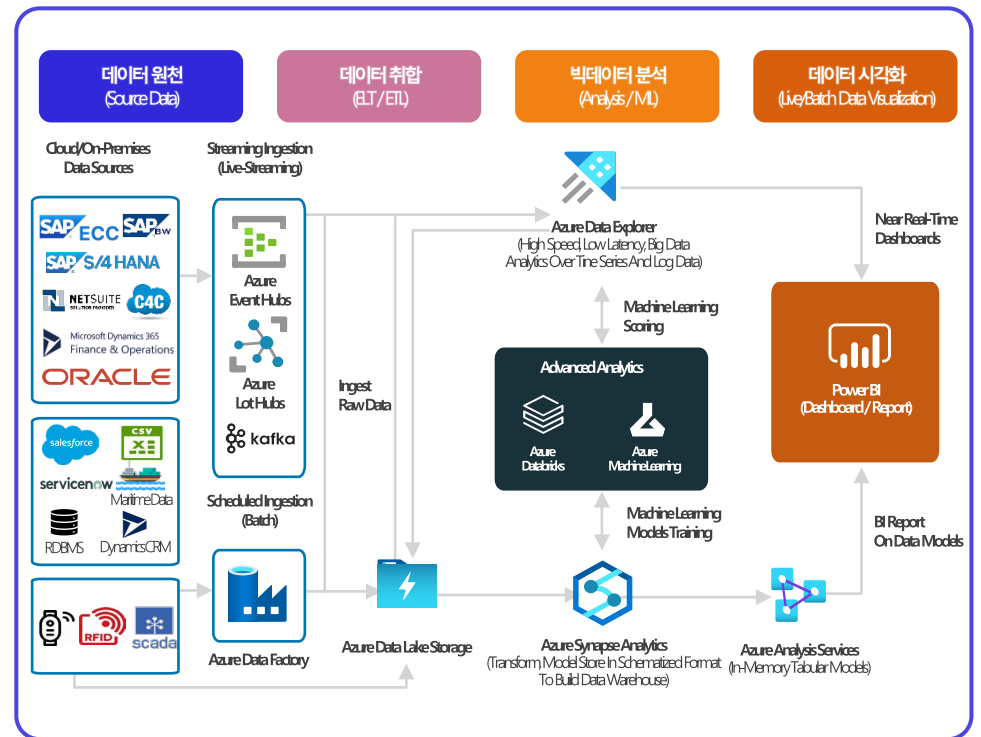 데이터 원천
(Source Data)
데이터 취합
(ELT / ETL)
빅데이터 분석
(Analysis / ML)
데이터 시각화
(Live/Batch Data Visualization)
Cloud/On-Premises
Data Sources
Streaming Ingestion
(Live-Streaming)
SAP ECC
SAP BW
SAP S/4 HANA
N NETSUITE
SOLUTION PROVIDER
C4C
Microsoft Dynamics 365
Finance & Operations
ORACLE
salesforce
CSV
X
servicenow
Maritime Data
RDBMS
Dynamics CRM
RFID
scada
Azure
Event Hubs
Azure
Lot Hubs
kafka
Scheduled Ingestion
(Batch)
Azure Data Factory
Ingest
Raw Data
Azure Data Lake Storage
Azure Data Explorer
(High Speed, Low Latency, Big Data
Analytics Over Tine Series And Log Data)
Machine Learning
Scoring
Advanced Analytics
Azure
Databricks
Azure
Machine Learning
Machine Learning
Models Training
Azure Synapse Analytics
(Transform, Model Store In Schematized Format
To Build Data Warehouse)
Near Real-Time
Dashboards
Power BI
(Dashboard / Report)
BI Report
On Data Models
Azure Analysis Services
(In-Memory Tabular Models)